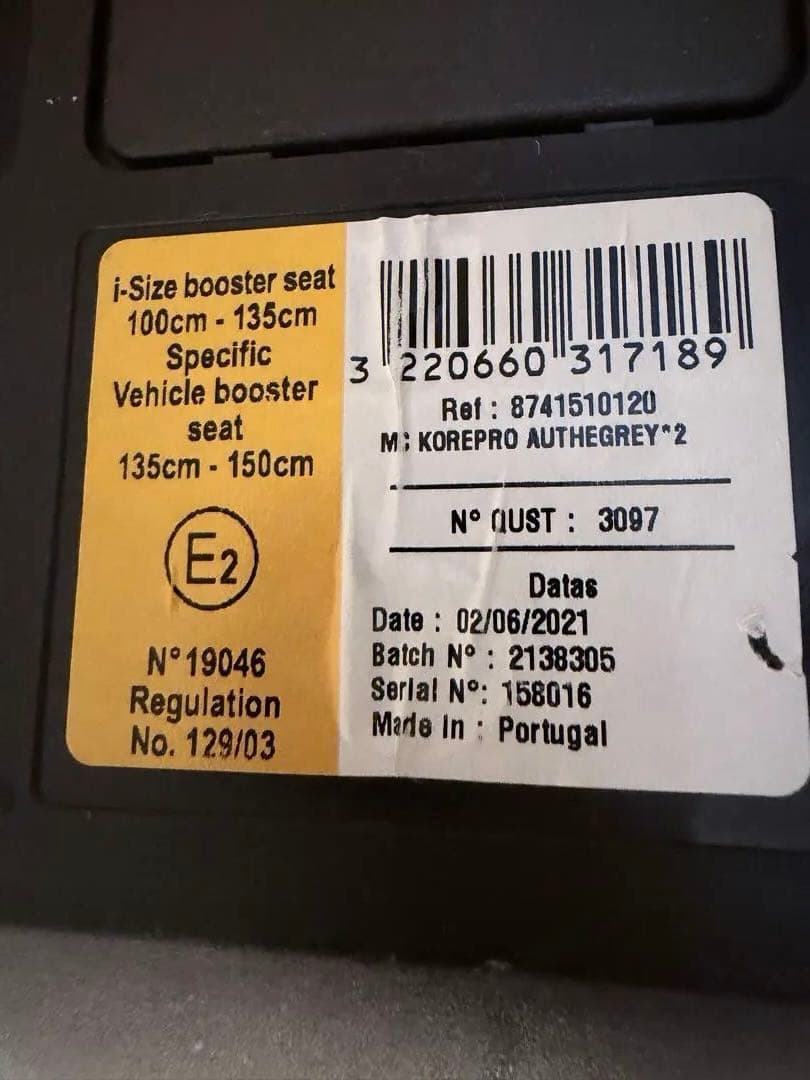 i-Size booster seat
100cm - 135cm
Specific
Vehicle booster
seat
135cm - 150cm
E2
N° 19046
Regulation
No. 129/03
3 220660 317189
Ref : 8741510120
MC KOREPRO AUTHEGREY*2
N° QUST : 3097
Datas
Date : 02/06/2021
Batch N° : 2138305
Serial N°: 158016
Made In : Portugal